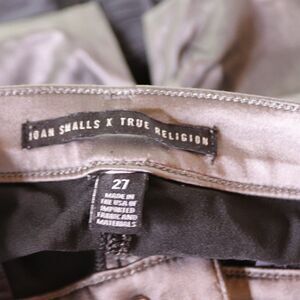 JOAN SMALLS X TRUE RELIGION
27
MADE IN
THE USA OF
IMPORTED
FABRIC AND
MATERIALS